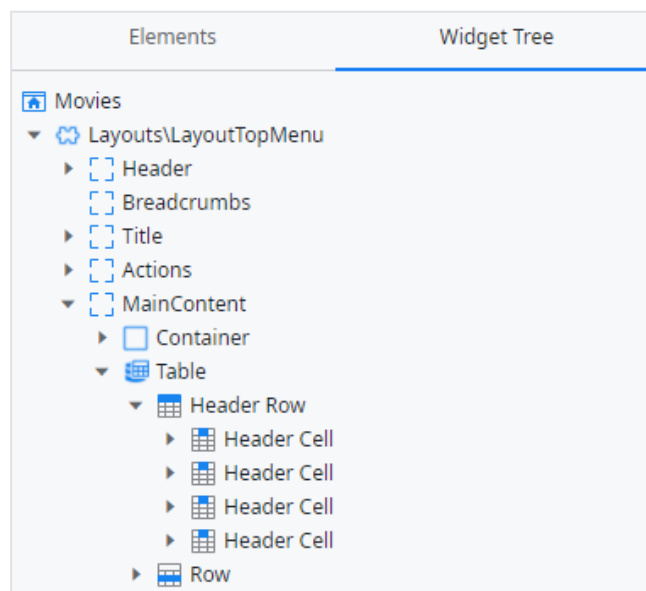 Elements Widget Tree
Movies
Layouts\LayoutTopMenu
Header
Breadcrumbs
Title
Actions
MainContent
Container
Table
Header Row
Header Cell
Header Cell
Header Cell
Header Cell
Row